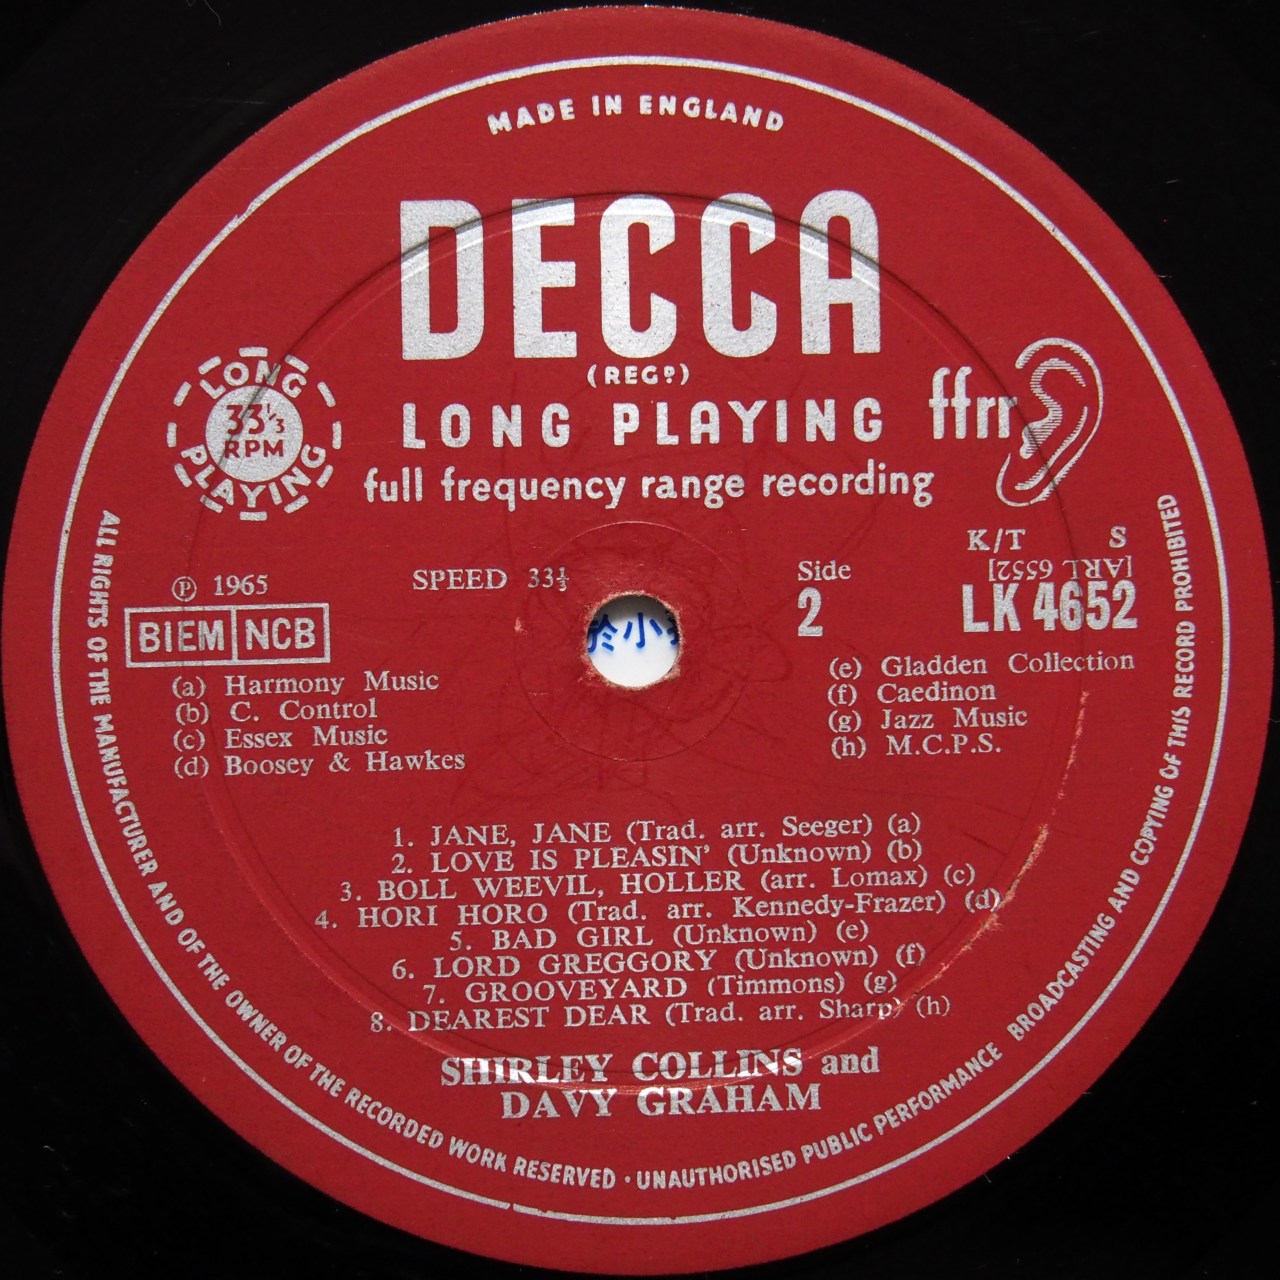 MADE IN ENGLAND
DECCA
(REGD)
LONG PLAYING
ffrr
full frequency range recording
LONG PLAYING
33⅓
RPM
K/T S
[ARL 6552]
LK 4652
Ⓟ 1965
SPEED 33⅓
Side
2
BIEM NCB
於小
(a) Harmony Music
(b) C. Control
(c) Essex Music
(d) Boosey & Hawkes
(e) Gladden Collection
(f) Caedinon
(g) Jazz Music
(h) M.C.P.S.
1. JANE, JANE (Trad. arr. Seeger) (a)
2. LOVE IS PLEASIN' (Unknown) (b)
3. BOLL WEEVIL, HOLLER (arr. Lomax) (c)
4. HORI HORO (Trad. arr. Kennedy-Frazer) (d)
5. BAD GIRL (Unknown) (e)
6. LORD GREGGORY (Unknown) (f)
7. GROOVEYARD (Timmons) (g)
8. DEAREST DEAR (Trad. arr. Sharp) (h)
SHIRLEY COLLINS and
DAVY GRAHAM
ALL RIGHTS OF THE MANUFACTURER AND OF THE OWNER OF THE RECORDED WORK RESERVED · UNAUTHORISED PUBLIC PERFORMANCE BROADCASTING AND COPYING OF THIS RECORD PROHIBITED